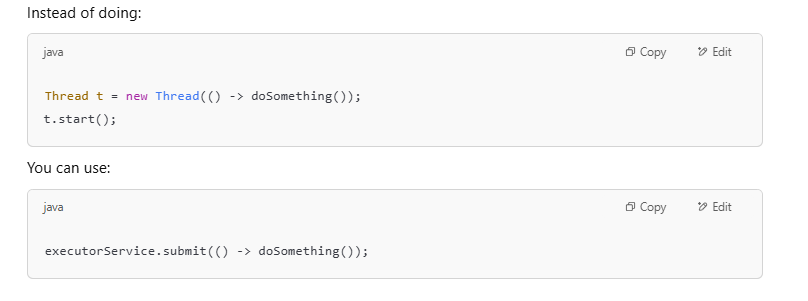 Instead of doing:
java Copy Edit
Thread t = new Thread(() -> doSomething());
t.start();
You can use:
java Copy Edit
executorService.submit(() -> doSomething());